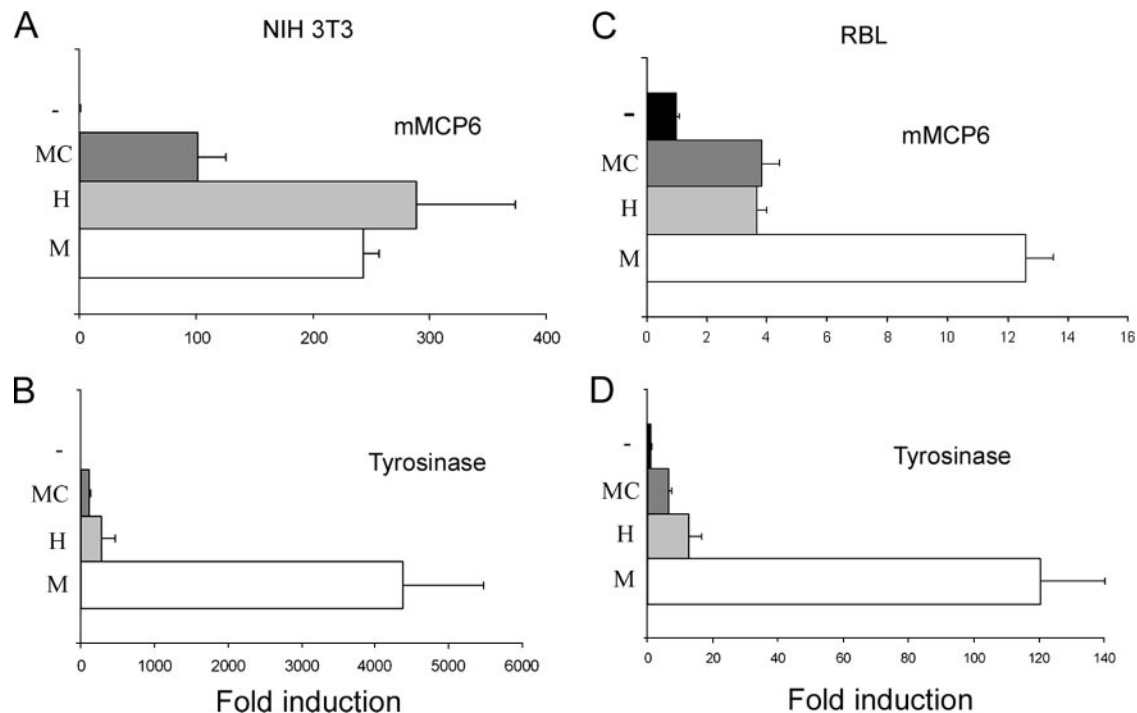 A
NIH 3T3
-
mMCP6
MC
H
M
0 100 200 300 400
B
-
Tyrosinase
MC
H
M
0 1000 2000 3000 4000 5000 6000
Fold induction
C
RBL
-
mMCP6
MC
H
M
0 2 4 6 8 10 12 14 16
D
-
Tyrosinase
MC
H
M
0 20 40 60 80 100 120 140
Fold induction